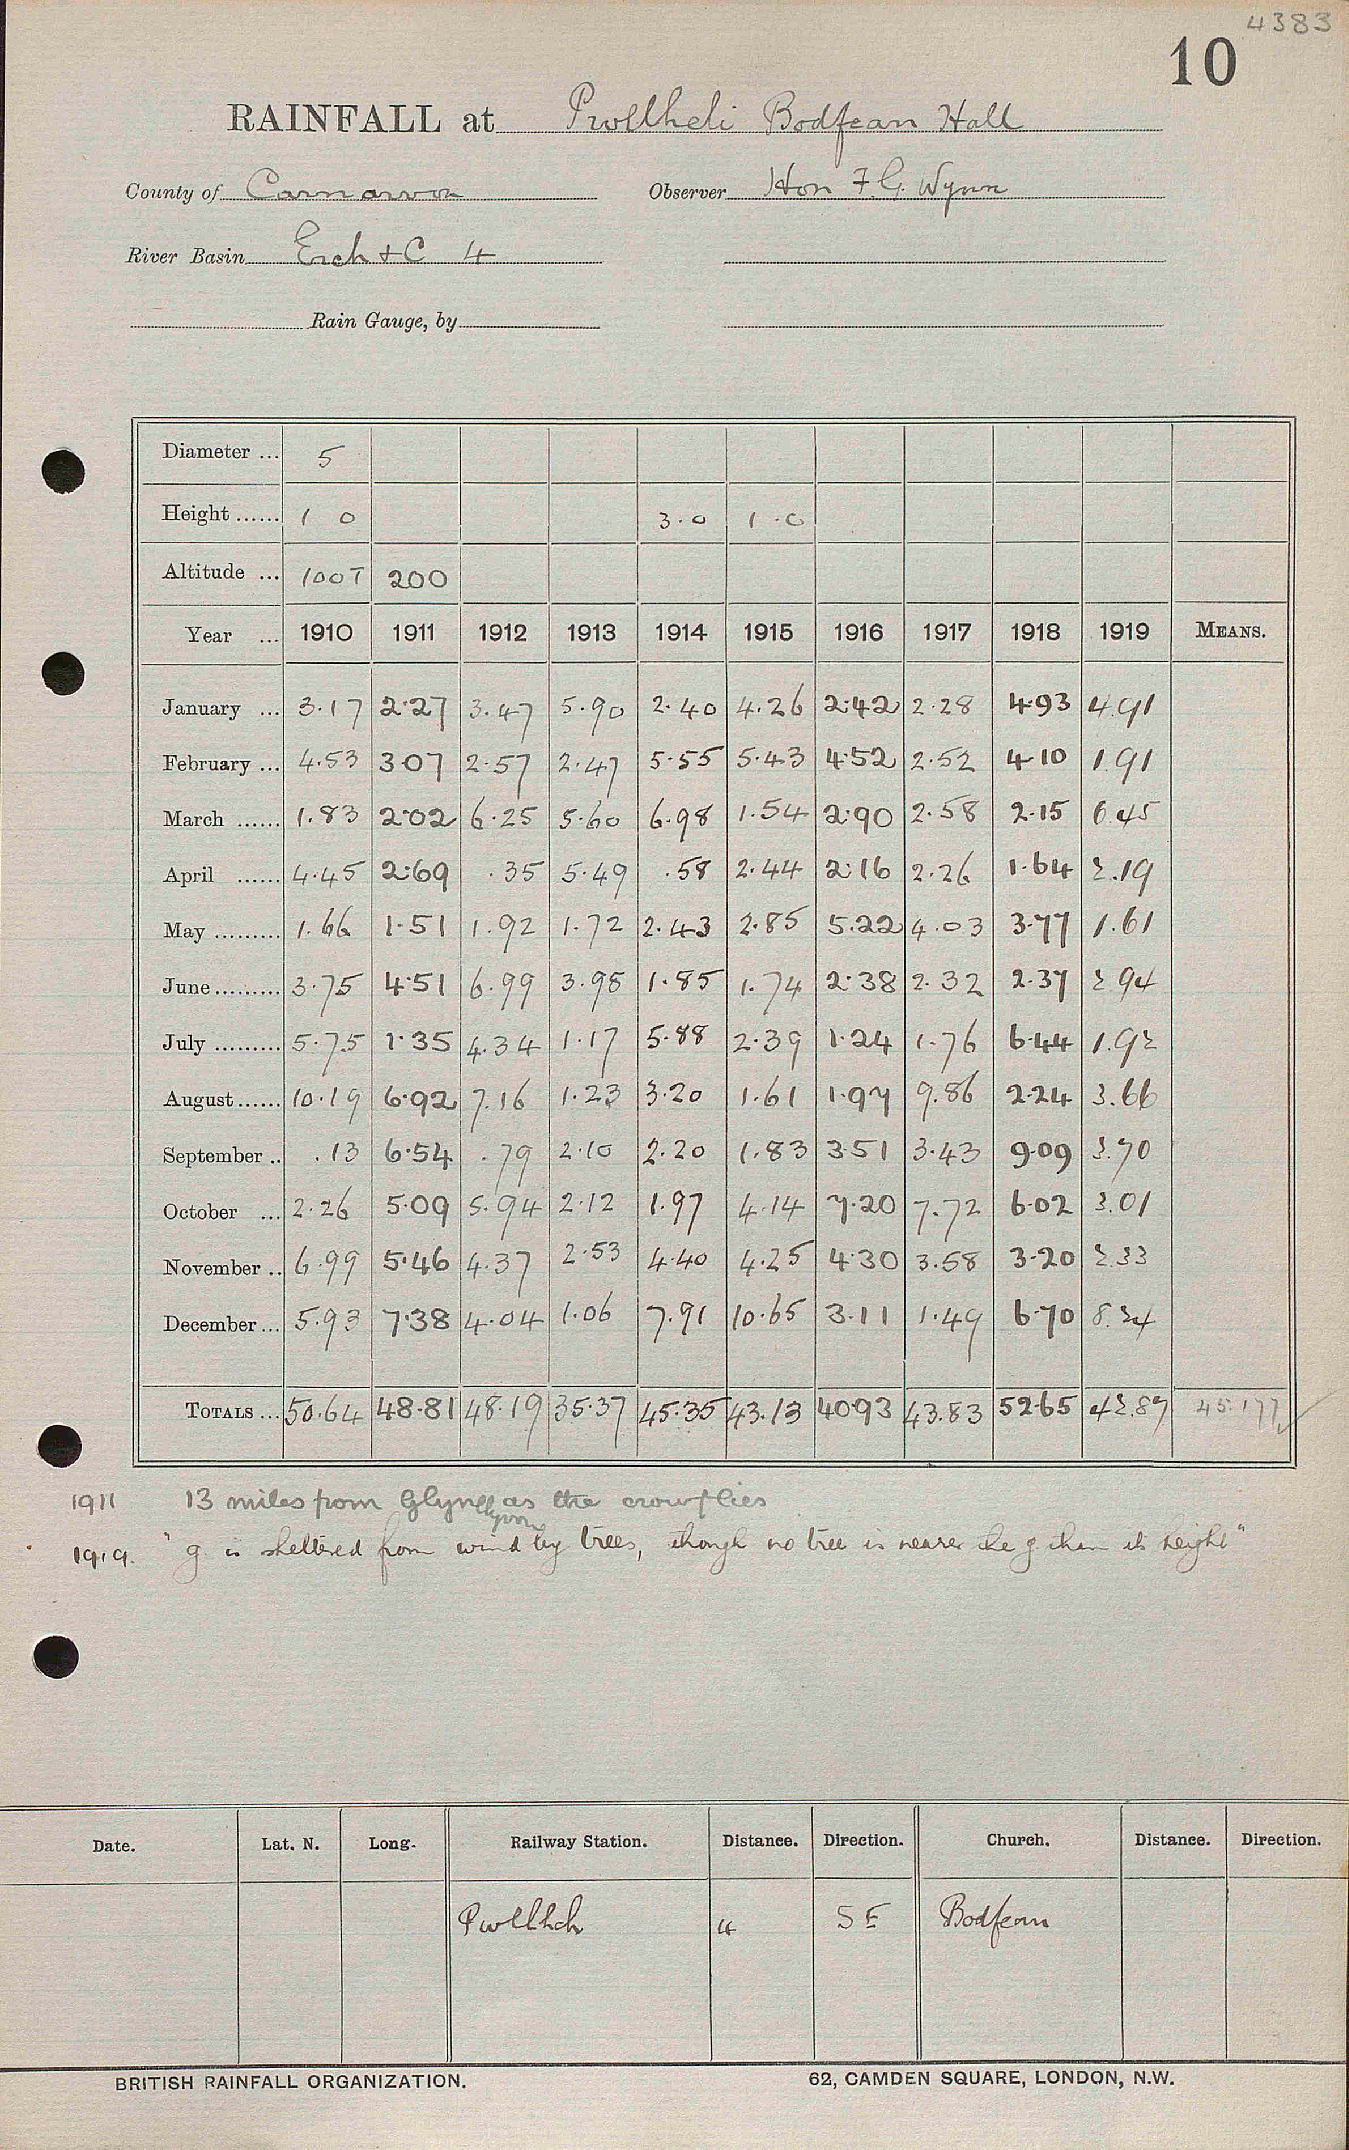 4383
10
RAINFALL at Pwllheli Bodfean Hall
County of Carnarvon Observer Hon F. G. Wynn
River Basin Erch & C 4
Rain Gauge, by
Diameter ... 5
Height ...... 1 0 3.0 1.0
Altitude ... 100T 200
Year ... 1910 1911 1912 1913 1914 1915 1916 1917 1918 1919 MEANS.
January ... 3.17 2.27 3.47 5.90 2.40 4.26 2.42 2.28 4.93 4.91
February ... 4.53 3.07 2.57 2.47 5.55 5.43 4.52 2.52 4.10 1.91
March ...... 1.83 2.02 6.25 5.60 6.98 1.54 2.90 2.58 2.15 6.45
April ...... 4.45 2.69 .35 5.49 .58 2.44 2.16 2.26 1.64 2.19
May ......... 1.66 1.51 1.92 1.72 2.43 2.85 5.22 4.03 3.77 1.61
June ......... 3.75 4.51 6.99 3.98 1.85 1.74 2.38 2.32 2.37 2.94
July ......... 5.75 1.35 4.34 1.17 5.88 2.39 1.24 1.76 6.44 1.92
August ...... 10.19 6.92 7.16 1.23 3.20 1.61 1.97 9.86 2.24 3.66
September .. .13 6.54 .79 2.10 2.20 1.83 3.51 3.43 9.09 3.70
October ... 2.26 5.09 5.94 2.12 1.97 4.14 7.20 7.72 6.02 3.01
November .. 6.99 5.46 4.37 2.53 4.40 4.25 4.30 3.58 3.20 2.33
December ... 5.93 7.38 4.04 1.06 7.91 10.65 3.11 1.49 6.70 8.24
TOTALS ... 50.64 48.81 48.19 35.37 45.35 43.13 40.93 43.83 52.65 42.87 45.177
1911 13 miles from Glynllyvon as the crow flies
1919. "g is sheltered from wind by trees, though no tree is nearer the g than its height"
Date. Lat. N. Long. Railway Station. Distance. Direction. Church. Distance. Direction.
Pwllheli 4 SE Bodfean
BRITISH RAINFALL ORGANIZATION. 62, CAMDEN SQUARE, LONDON, N.W.